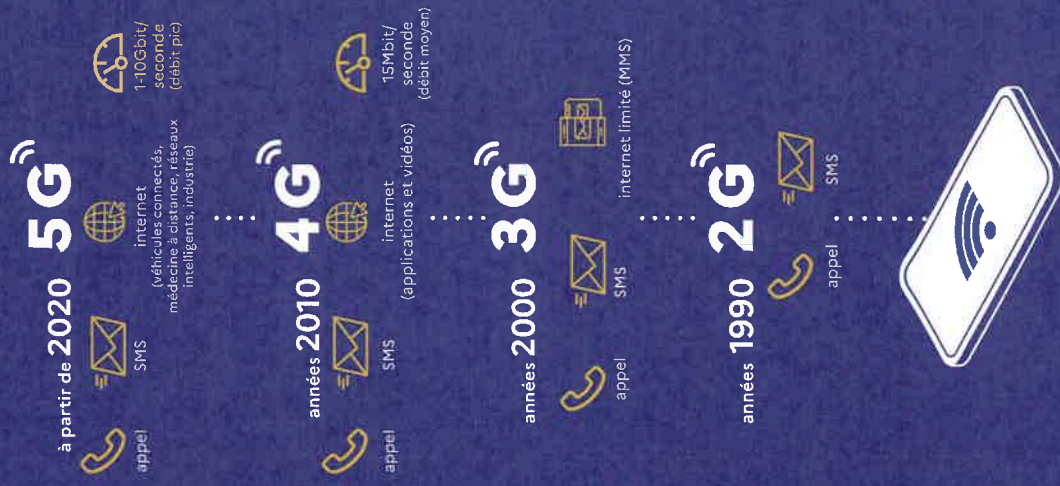 à partir de 2020 5G
appel
SMS
internet
(véhicules connectés,
médecine à distance, réseaux
intelligents, industrie)
1-10Gbit/
seconde
(débit pic)
années 2010 4G
appel
SMS
internet
(applications et vidéos)
15Mbit/
seconde
(débit moyen)
années 2000 3G
appel
SMS
internet limité (MMS)
années 1990 2G
appel
SMS